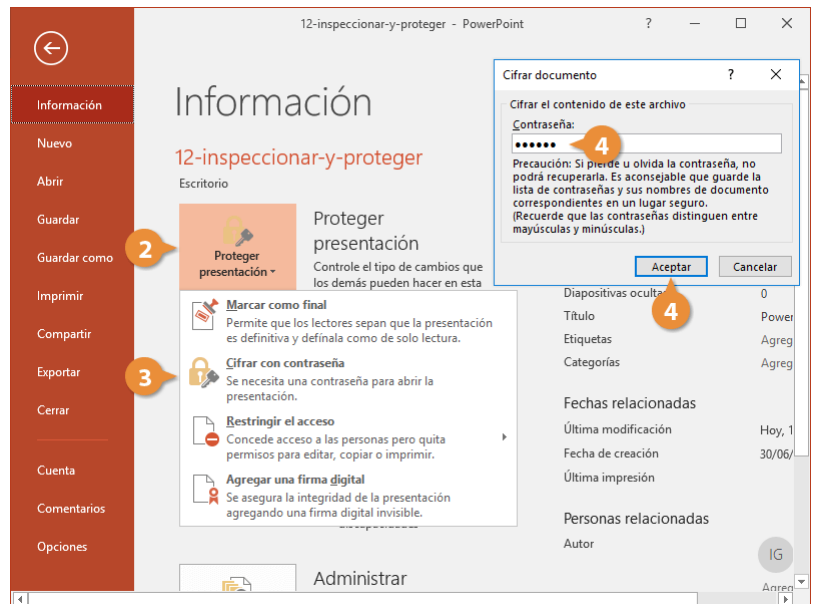 12-inspeccionar-y-proteger - PowerPoint
?
Información
Nuevo
Abrir
Guardar
Guardar como
Imprimir
Compartir
Exportar
Cerrar
Cuenta
Comentarios
Opciones
Información
12-inspeccionar-y-proteger
Escritorio
2
Proteger
presentación
Proteger
presentación
Controle el tipo de cambios que
los demás pueden hacer en esta
Marcar como final
Permite que los lectores sepan que la presentación
es definitiva y defínala como de solo lectura.
3
Cifrar con contraseña
Se necesita una contraseña para abrir la
presentación.
Restringir el acceso
Concede acceso a las personas pero quita
permisos para editar, copiar o imprimir.
Agregar una firma digital
Se asegura la integridad de la presentación
agregando una firma digital invisible.
Administrar
Cifrar documento
?
Cifrar el contenido de este archivo
Contraseña:
••••••
4
Precaución: Si pierde u olvida la contraseña, no
podrá recuperarla. Es aconsejable que guarde la
lista de contraseñas y sus nombres de documento
correspondientes en un lugar seguro.
(Recuerde que las contraseñas distinguen entre
mayúsculas y minúsculas.)
Aceptar
Cancelar
4
Diapositivas ocultas 0
Título Power
Etiquetas Agreg
Categorías Agreg
Fechas relacionadas
Última modificación Hoy, 1
Fecha de creación 30/06/
Última impresión
Personas relacionadas
Autor
IG